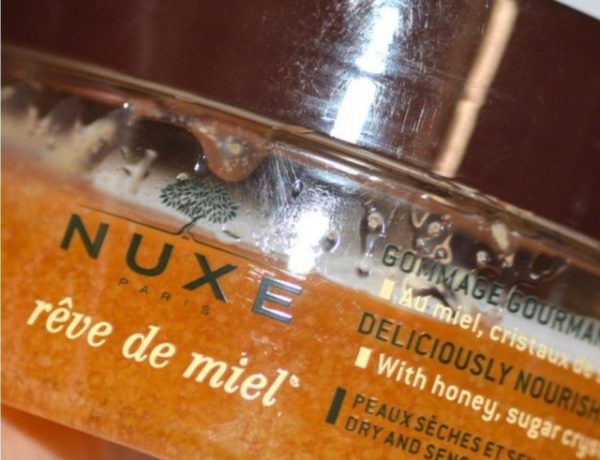 NUXE
PARIS
rêve de miel
GOMMAGE GOURMAN
Au miel, cristaux de s
DELICIOUSLY NOURISH
With honey, sugar crys
PEAUX SÈCHES ET SEN
DRY AND SENS